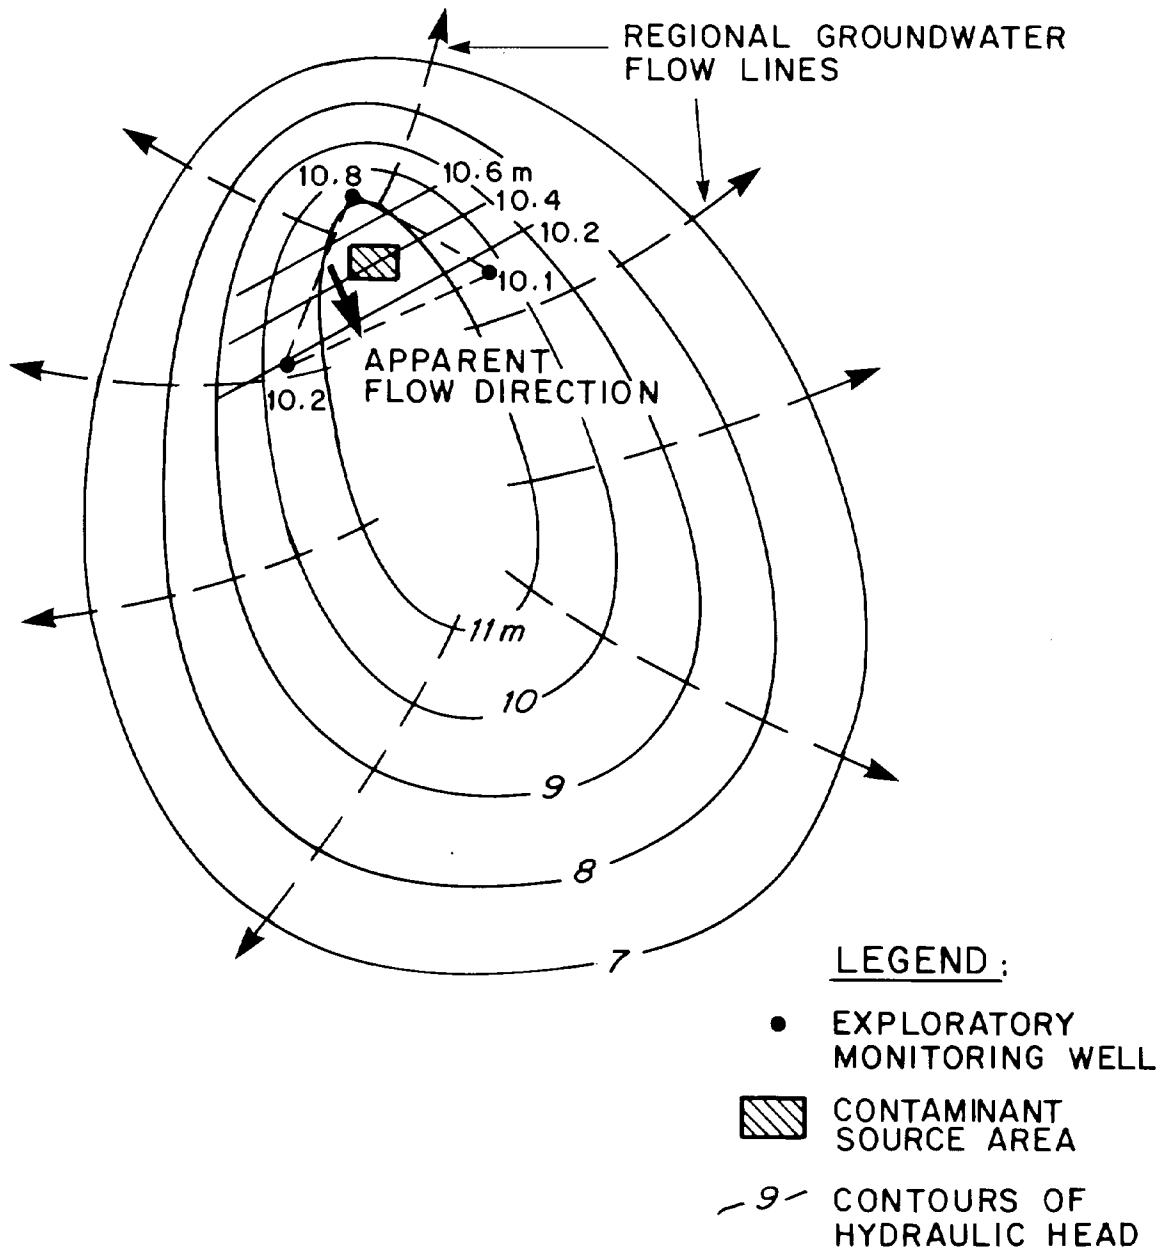 REGIONAL GROUNDWATER
FLOW LINES
10.8
10.6 m
10.4
10.2
10.1
APPARENT
FLOW DIRECTION
10.2
11 m
10
9
8
7
LEGEND :
EXPLORATORY
MONITORING WELL
CONTAMINANT
SOURCE AREA
9
CONTOURS OF
HYDRAULIC HEAD